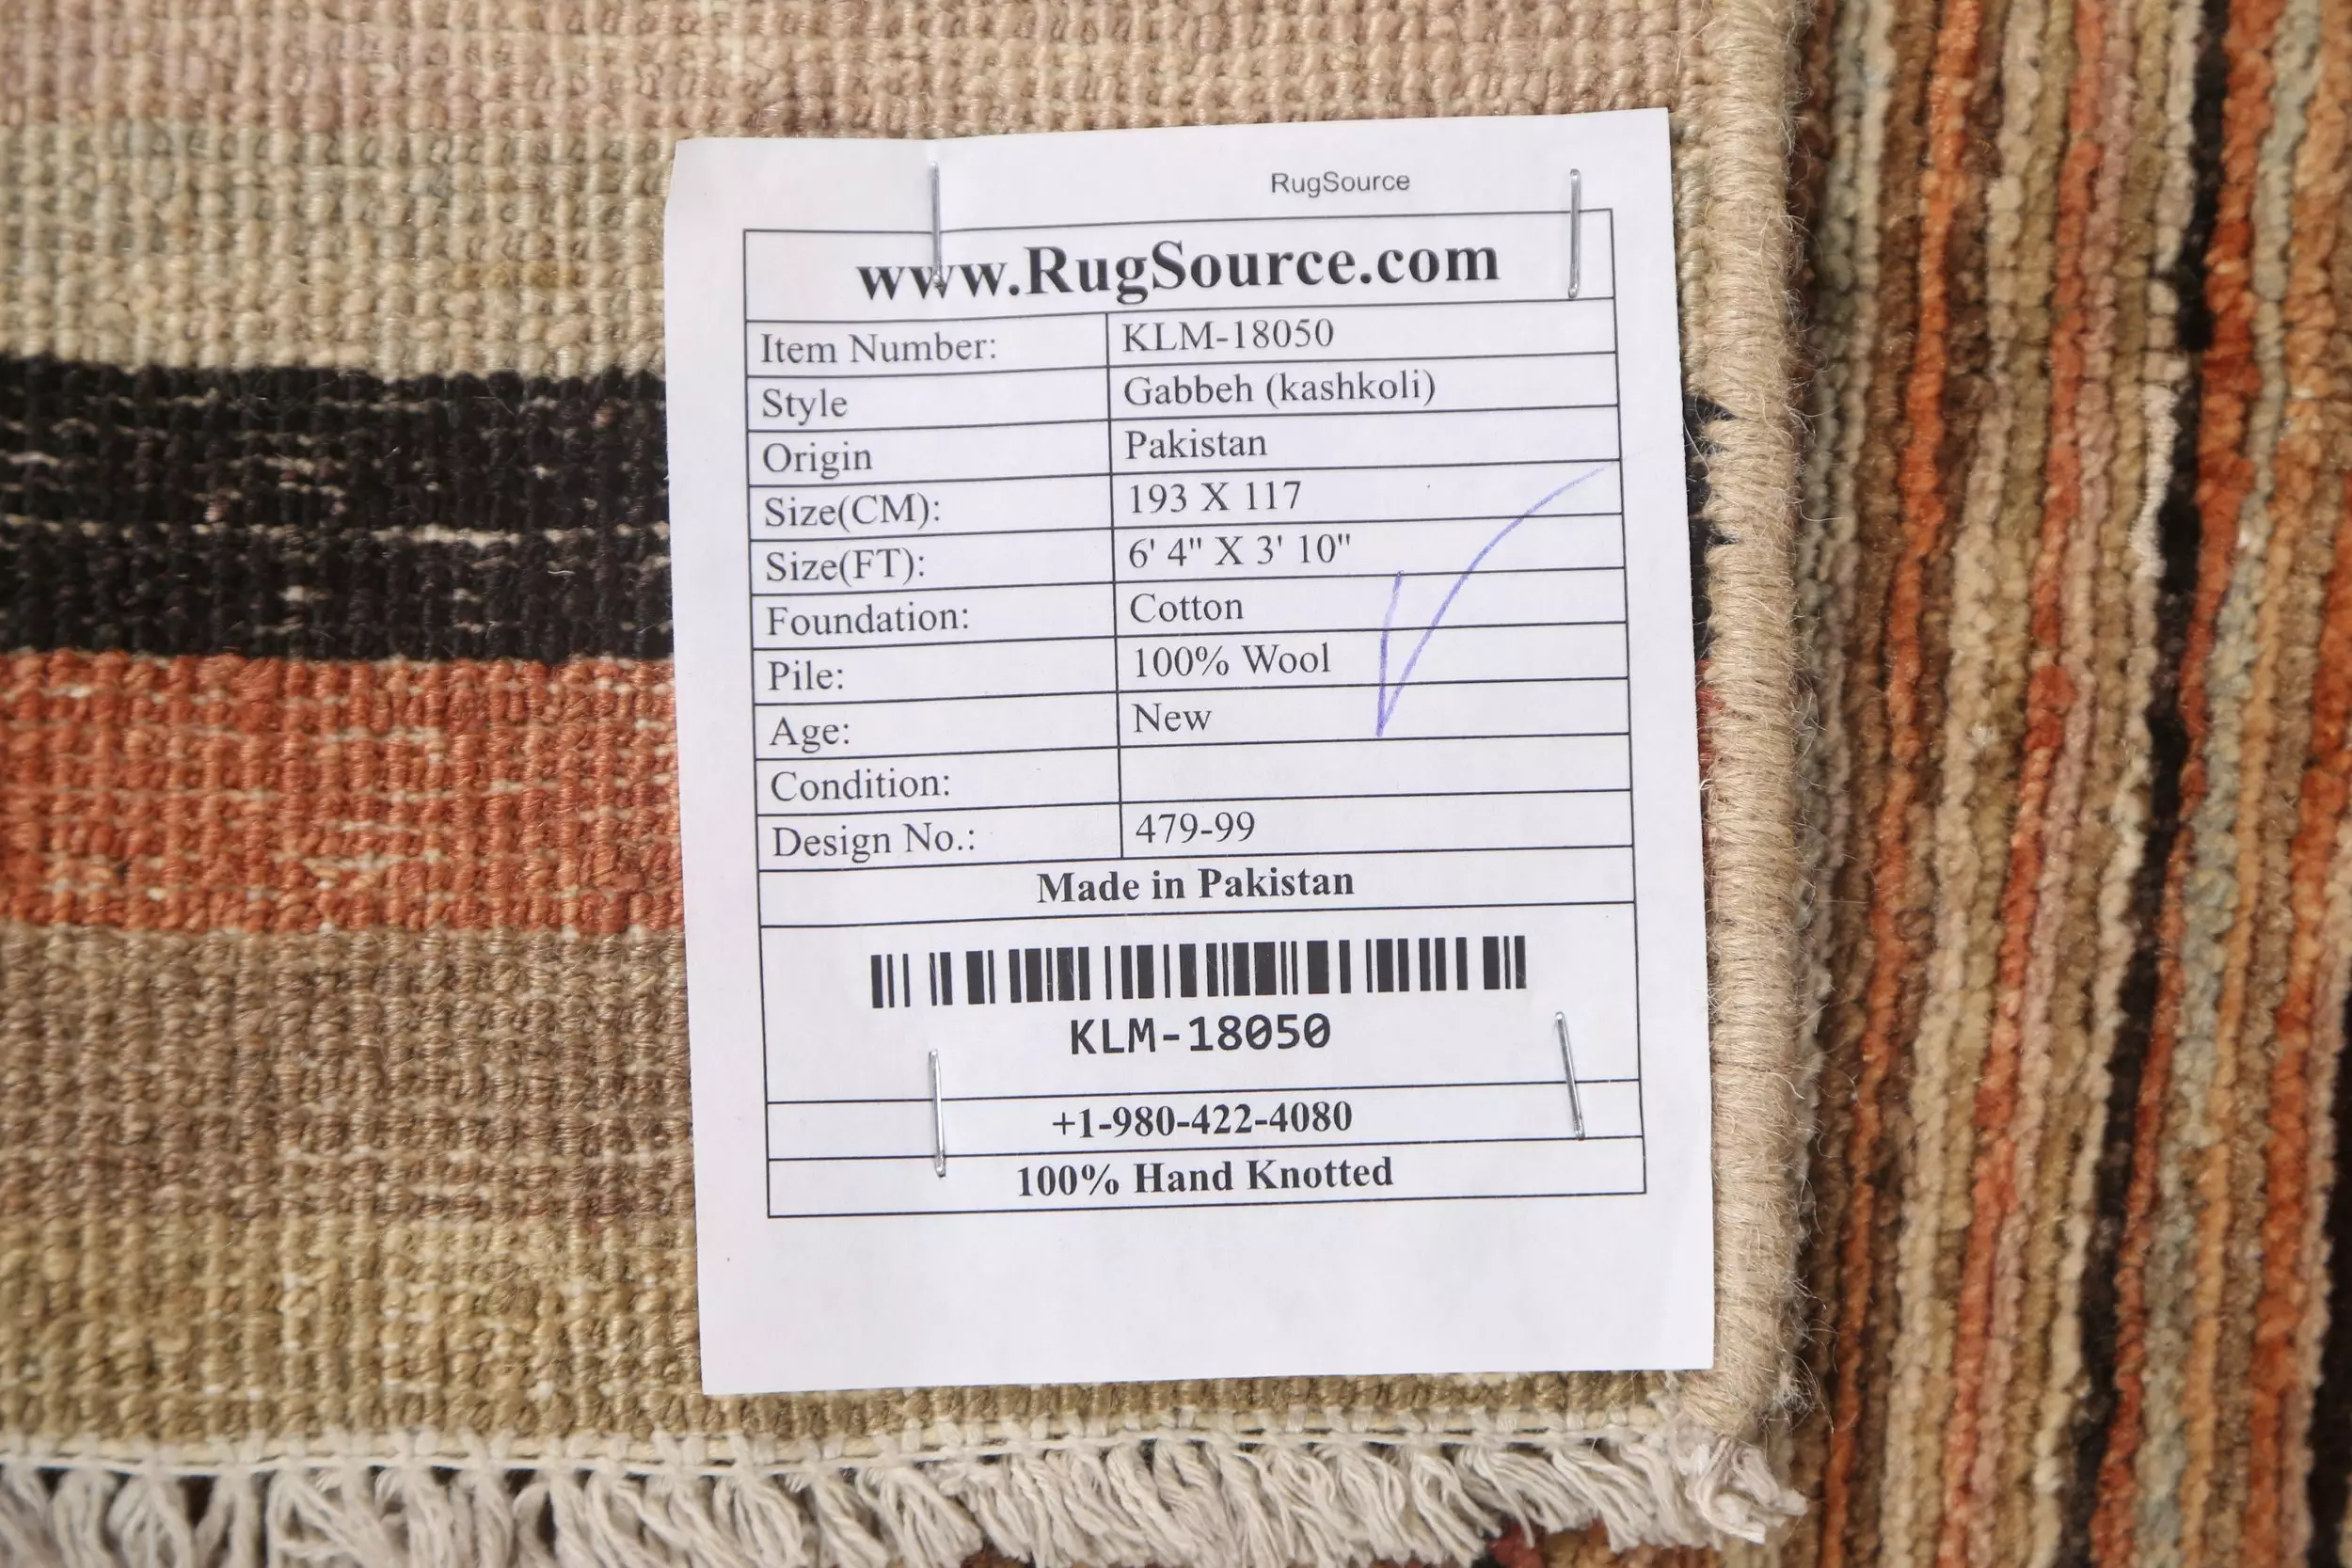 RugSource
www.RugSource.com
Item Number: KLM-18050
Style Gabbeh (kashkoli)
Origin Pakistan
Size(CM): 193 X 117
Size(FT): 6' 4" X 3' 10"
Foundation: Cotton
Pile: 100% Wool
Age: New
Condition:
Design No.: 479-99
Made in Pakistan
KLM-18050
+1-980-422-4080
100% Hand Knotted